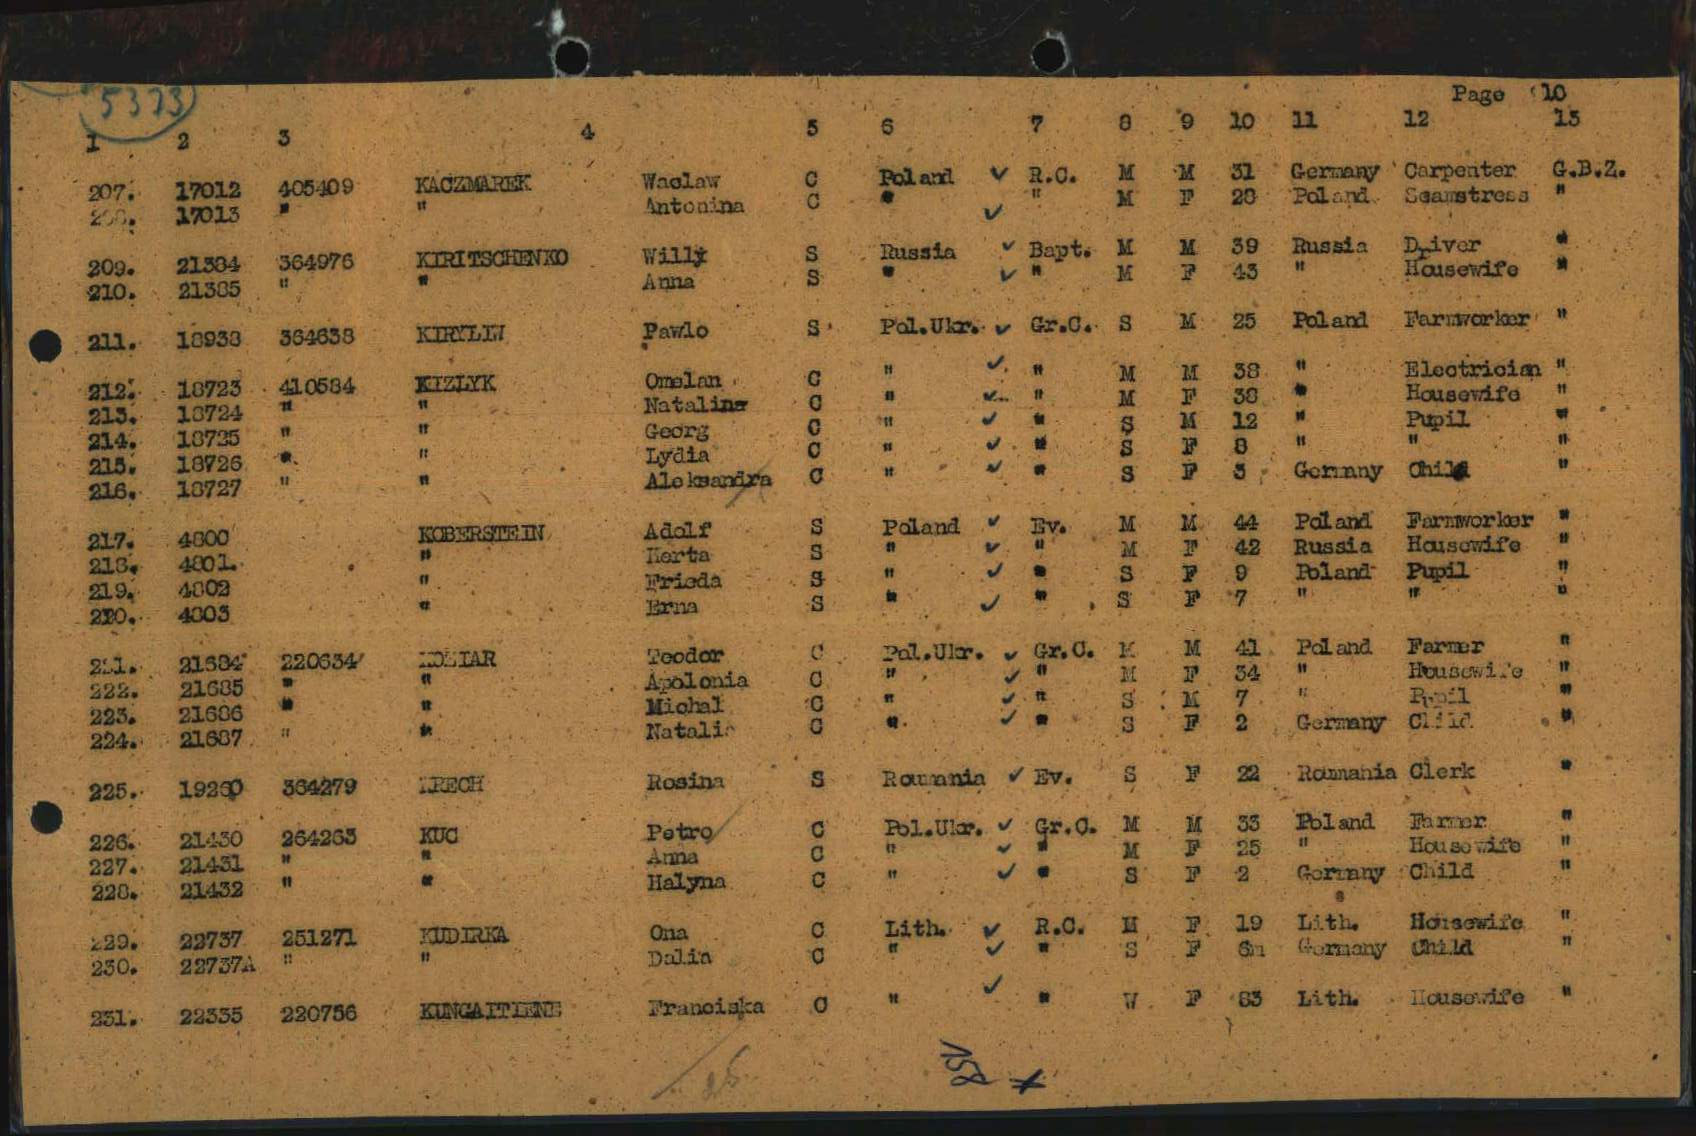 5373
Page 10
1 2 3 4 5 6 7 8 9 10 11 12 13
207. 17012 405409 KACZMAREK Waclaw C Poland ✓ R.C. M M 31 Germany Carpenter G.B.Z.
208. 17013 " " Antonina C " ✓ " M F 28 Poland Seamstress "
209. 21384 364976 KIRITSCHENKO Willy S Russia ✓ Bapt. M M 39 Russia Driver "
210. 21385 " " Anna S " ✓ " M F 43 " Housewife "
211. 18938 364638 KIRYLIW Pawlo S Pol.Ukr. ✓ Gr.C. S M 25 Poland Farmworker "
212. 18723 410584 KIZLYK Omelan C " ✓ " M M 38 " Electrician "
213. 18724 " " Natalina C " ✓ " M F 38 " Housewife "
214. 18725 " " Georg C " ✓ " S M 12 " Pupil "
215. 18726 " " Lydia C " ✓ " S F 8 " " "
216. 18727 " " Aleksandra C " ✓ " S F 3 Germany Child "
217. 4800 KOBERSTEIN Adolf S Poland ✓ Ev. M M 44 Poland Farmworker "
218. 4801. " Herta S " ✓ " M F 42 Russia Housewife "
219. 4802 " Frieda S " ✓ " S F 9 Poland Pupil "
220. 4803 " Erna S " ✓ " S F 7 " " "
221. 21684 220634 Teodor C Pol.Ukr. ✓ Gr.C. M M 41 Poland Farmer "
222. 21685 " " Apolonia C " ✓ " M F 34 " Housewife "
223. 21686 " " Michal C " ✓ " S M 7 " Pupil "
224. 21687 " " Natalia C " ✓ " S F 2 Germany Child "
225. 19260 364279 KRECH Rosina S Roumania ✓ Ev. S F 22 Roumania Clerk "
226. 21430 264263 KUC Petro C Pol.Ukr. ✓ Gr.C. M M 33 Poland Farmer "
227. 21431 " " Anna C " ✓ " M F 25 " Housewife "
228. 21432 " " Halyna C " ✓ " S F 2 Germany Child "
229. 22737 251271 KUDIRKA Ona C Lith. ✓ R.C. M F 19 Lith. Housewife "
230. 22737A " " Dalia C " ✓ " S F 6m Germany Child "
231. 22335 220756 KUNGAITIENE Franciska C " ✓ " W F 83 Lith. Housewife "